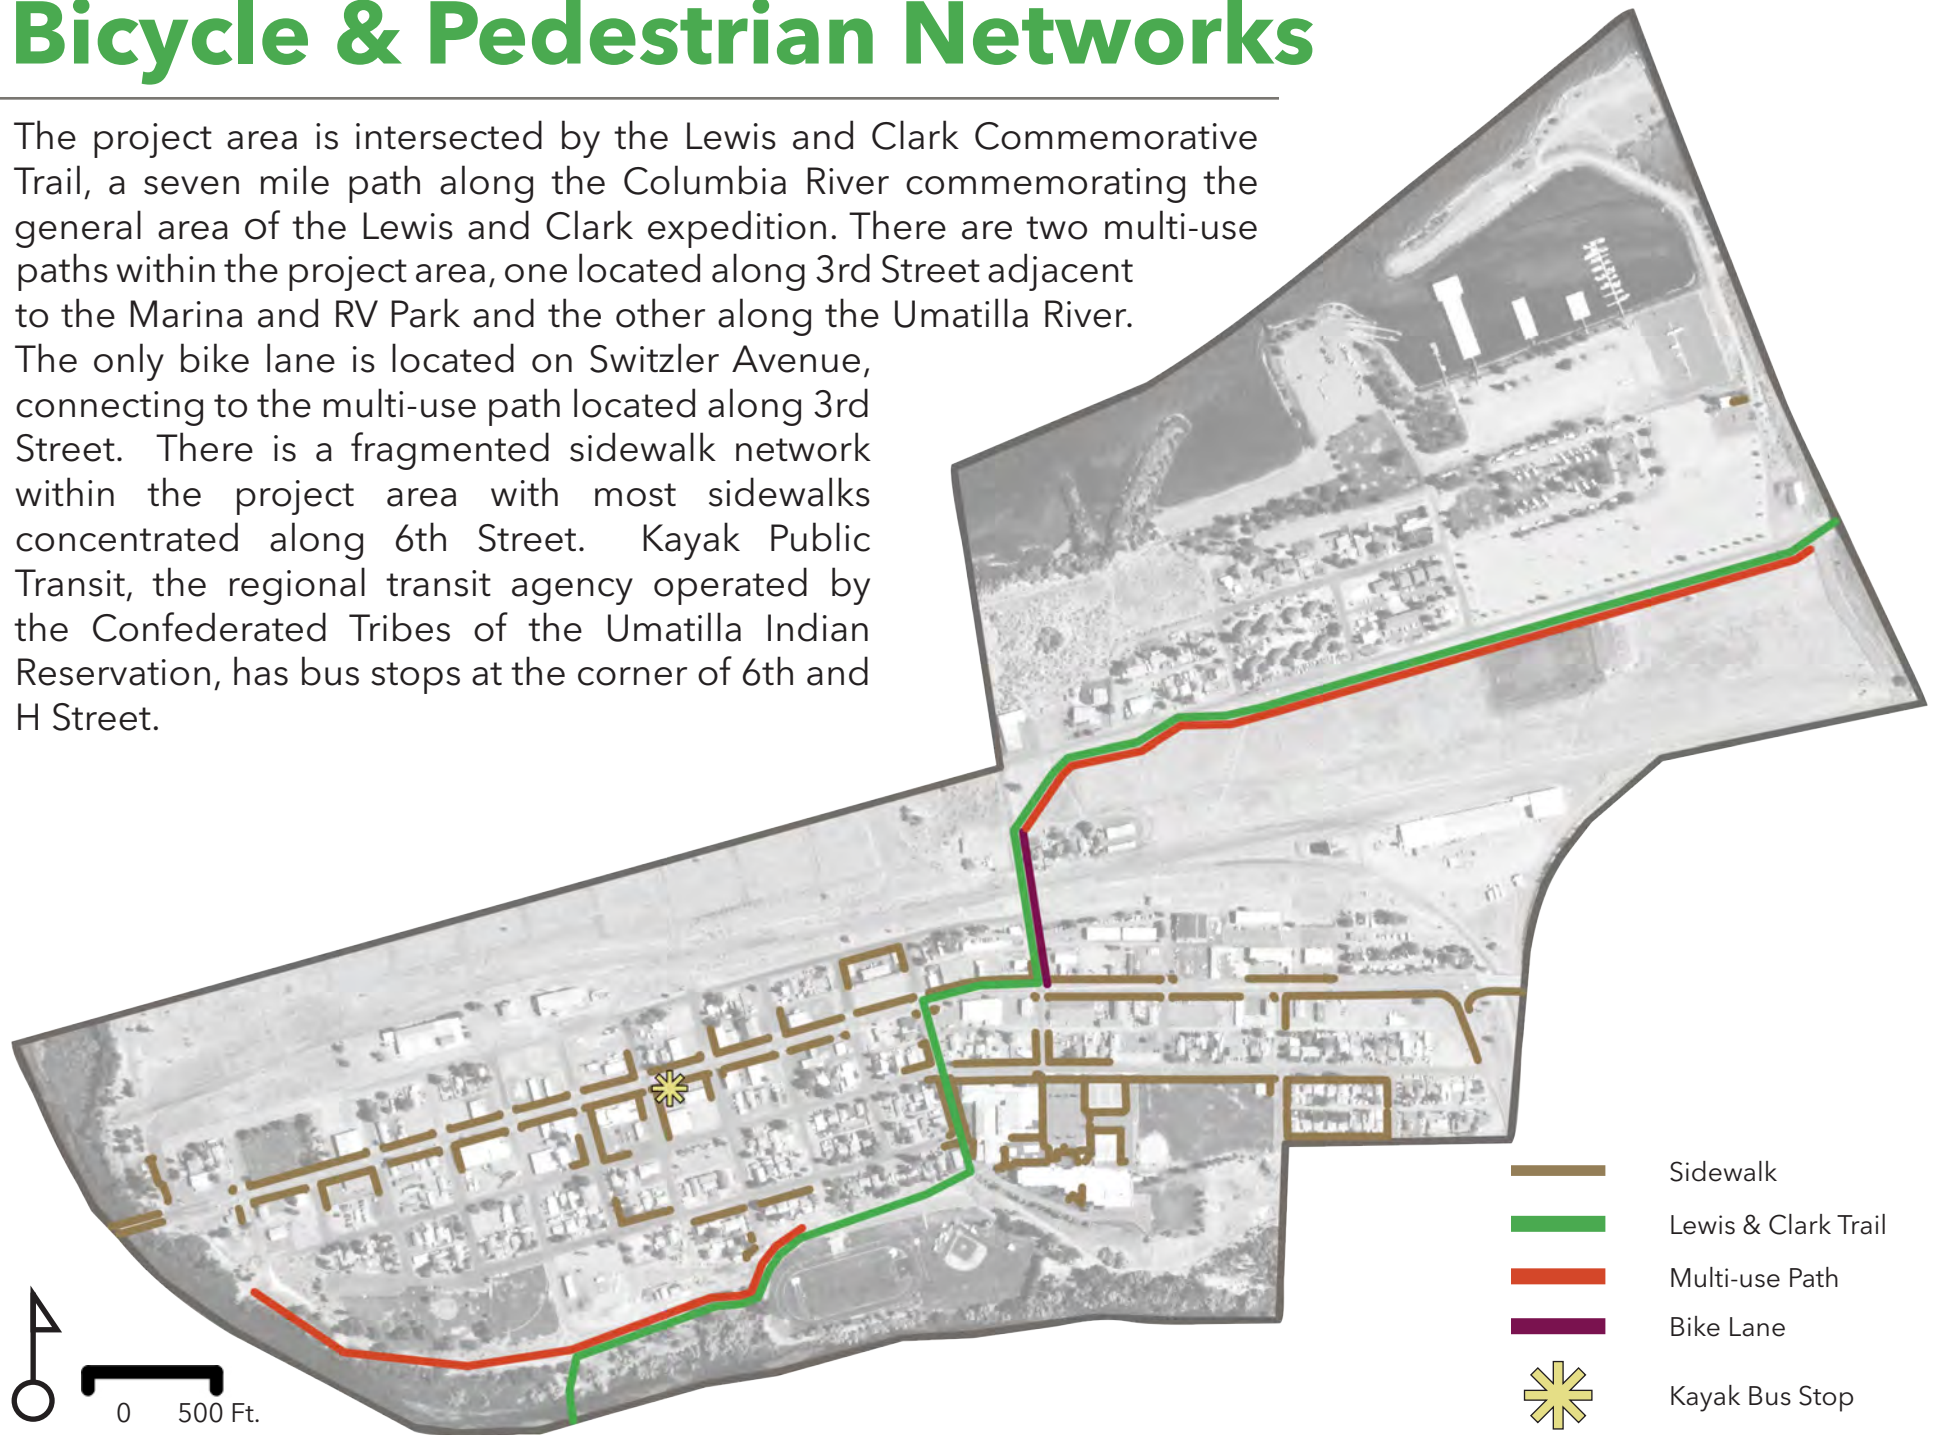 Bicycle & Pedestrian Networks
The project area is intersected by the Lewis and Clark Commemorative
Trail, a seven mile path along the Columbia River commemorating the
general area of the Lewis and Clark expedition. There are two multi-use
paths within the project area, one located along 3rd Street adjacent
to the Marina and RV Park and the other along the Umatilla River.
The only bike lane is located on Switzler Avenue,
connecting to the multi-use path located along 3rd
Street. There is a fragmented sidewalk network
within the project area with most sidewalks
concentrated along 6th Street. Kayak Public
Transit, the regional transit agency operated by
the Confederated Tribes of the Umatilla Indian
Reservation, has bus stops at the corner of 6th and
H Street.
Sidewalk
Lewis & Clark Trail
Multi-use Path
Bike Lane
Kayak Bus Stop
0 500 Ft.